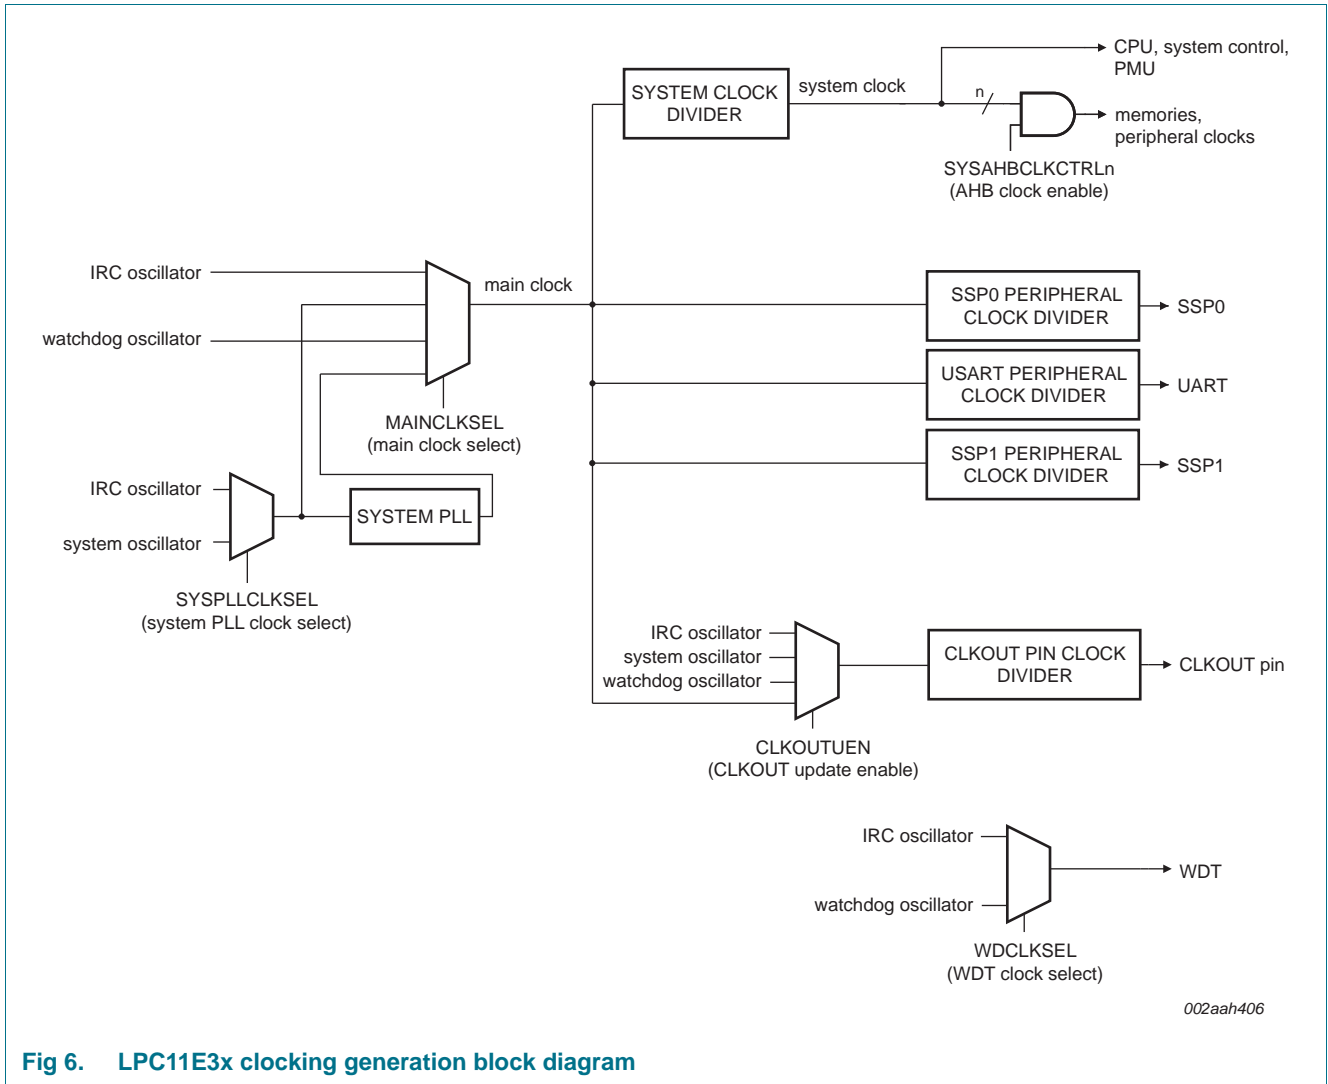 CPU, system control,
PMU
SYSTEM CLOCK
DIVIDER
system clock
n
memories,
peripheral clocks
SYSAHBCLKCTRLn
(AHB clock enable)
IRC oscillator
main clock
watchdog oscillator
SSP0 PERIPHERAL
CLOCK DIVIDER
SSP0
USART PERIPHERAL
CLOCK DIVIDER
UART
MAINCLKSEL
(main clock select)
SSP1 PERIPHERAL
CLOCK DIVIDER
SSP1
IRC oscillator
system oscillator
SYSTEM PLL
SYSPLLCLKSEL
(system PLL clock select)
IRC oscillator
system oscillator
watchdog oscillator
CLKOUT PIN CLOCK
DIVIDER
CLKOUT pin
CLKOUTUEN
(CLKOUT update enable)
IRC oscillator
watchdog oscillator
WDT
WDCLKSEL
(WDT clock select)
002aah406
Fig 6. LPC11E3x clocking generation block diagram